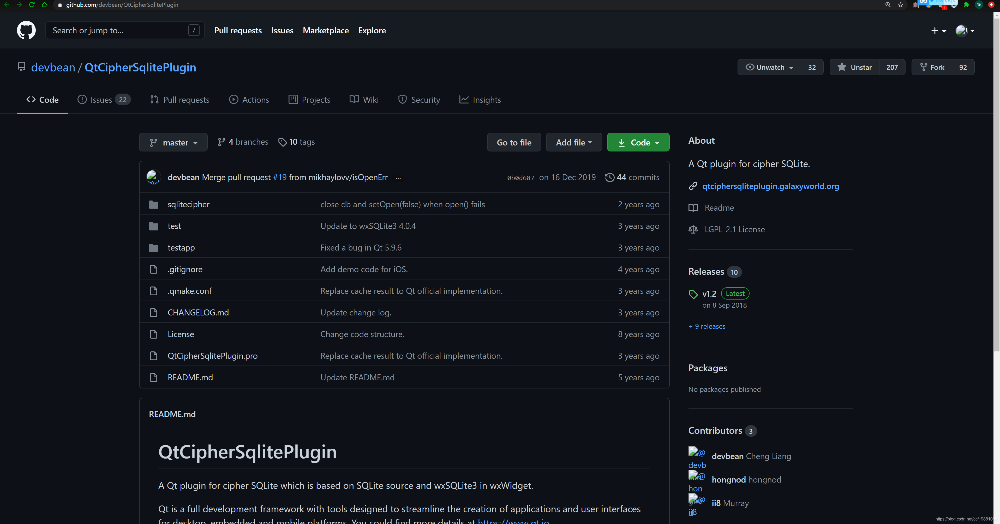 github.com/devbean/QtCipherSqlitePlugin
128 KB/s
锋
Search or jump to... /
Pull requests Issues Marketplace Explore
devbean / QtCipherSqlitePlugin
Unwatch 32 Unstar 207 Fork 92
Code Issues 22 Pull requests Actions Projects Wiki Security Insights
master 4 branches 10 tags Go to file Add file Code
devbean Merge pull request #19 from mikhaylovv/isOpenErr ... 0b0d687 on 16 Dec 2019 44 commits
sqlitecipher close db and setOpen(false) when open() fails 2 years ago
test Update to wxSQLite3 4.0.4 3 years ago
testapp Fixed a bug in Qt 5.9.6 3 years ago
.gitignore Add demo code for iOS. 4 years ago
.qmake.conf Replace cache result to Qt official implementation. 3 years ago
CHANGELOG.md Update change log. 3 years ago
License Change code structure. 8 years ago
QtCipherSqlitePlugin.pro Replace cache result to Qt official implementation. 3 years ago
README.md Update README.md 5 years ago
README.md
QtCipherSqlitePlugin
A Qt plugin for cipher SQLite which is based on SQLite source and wxSQLite3 in wxWidget.
Qt is a full development framework with tools designed to streamline the creation of applications and user interfaces
for desktop, embedded and mobile platforms. You could find more details at https://www.qt.io
About
A Qt plugin for cipher SQLite.
qtciphersqliteplugin.galaxyworld.org
Readme
LGPL-2.1 License
Releases 10
v1.2 Latest
on 8 Sep 2018
+ 9 releases
Packages
No packages published
Contributors 3
@
devb
devbean Cheng Liang
@
hon
hongnod hongnod
@
ii8
ii8 Murray
https://blog.csdn.net/ccf198810